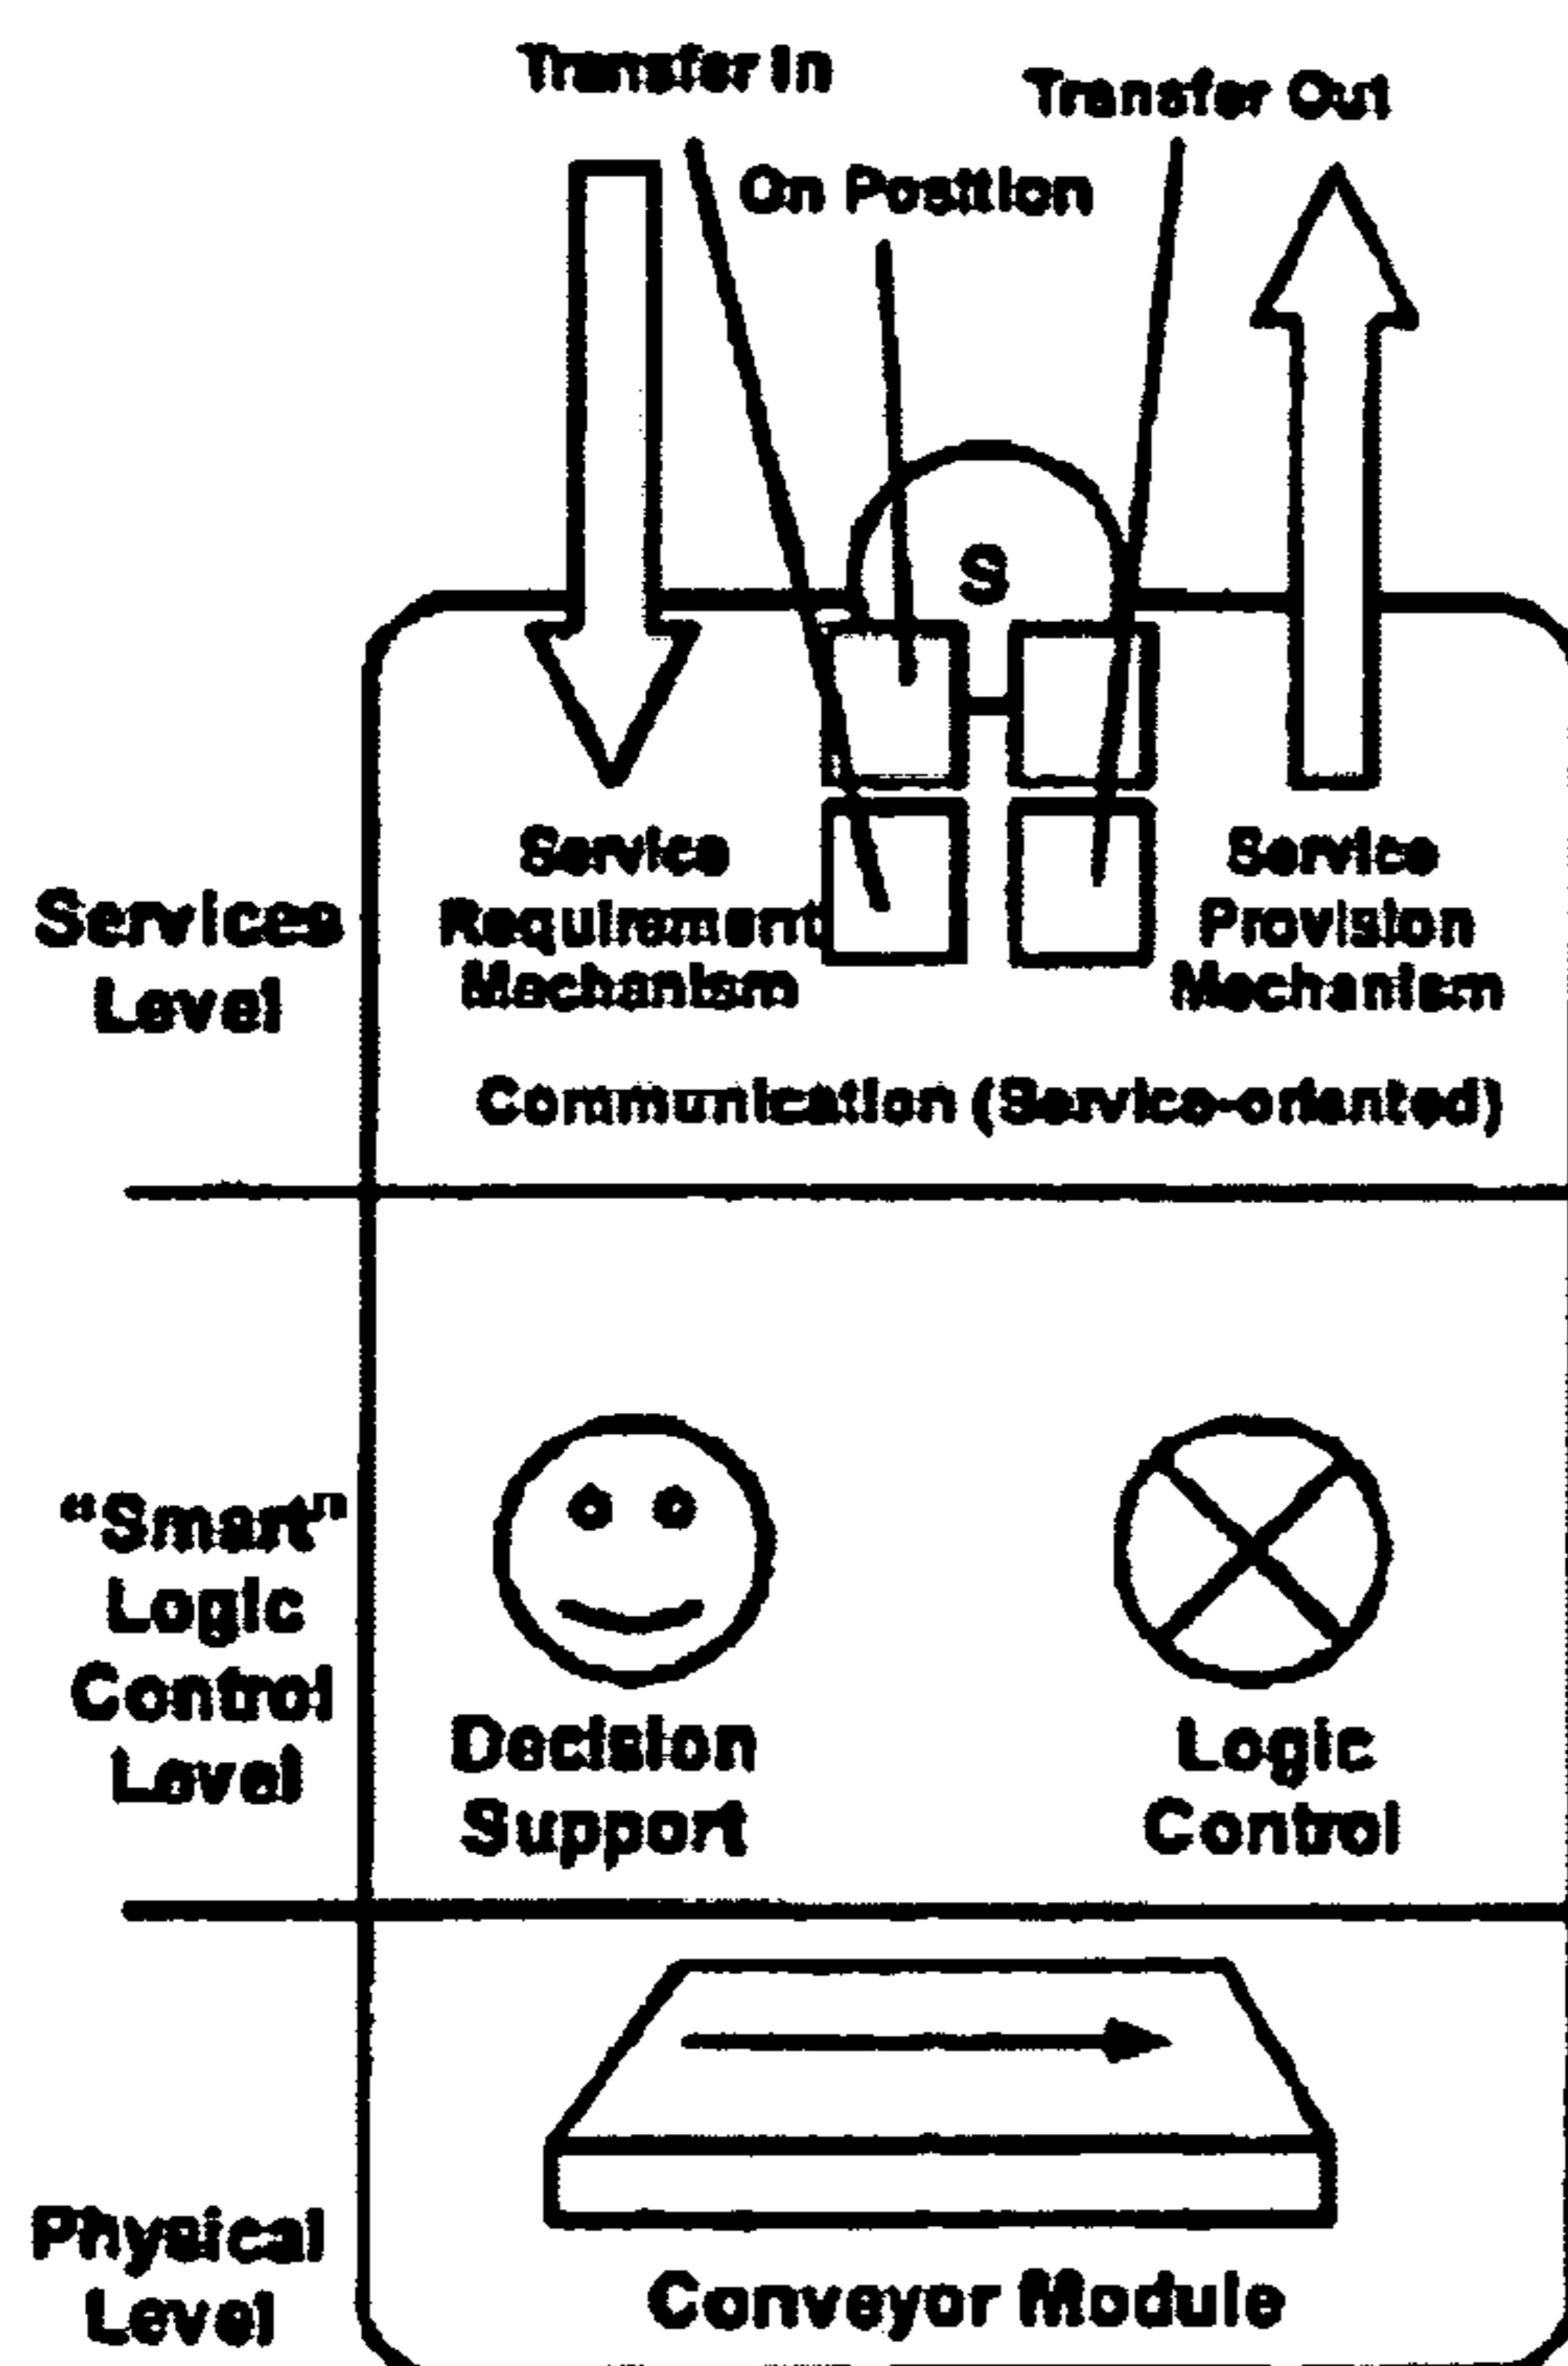 Transfer In
Transfer Out
On Position
S
Service
Requirement
Mechanism
Service
Provision
Mechanism
Services
Level
Communication (Service-oriented)
“Smart"
Logic
Control
Level
Decision
Support
Logic
Control
Physical
Level
Conveyor Module